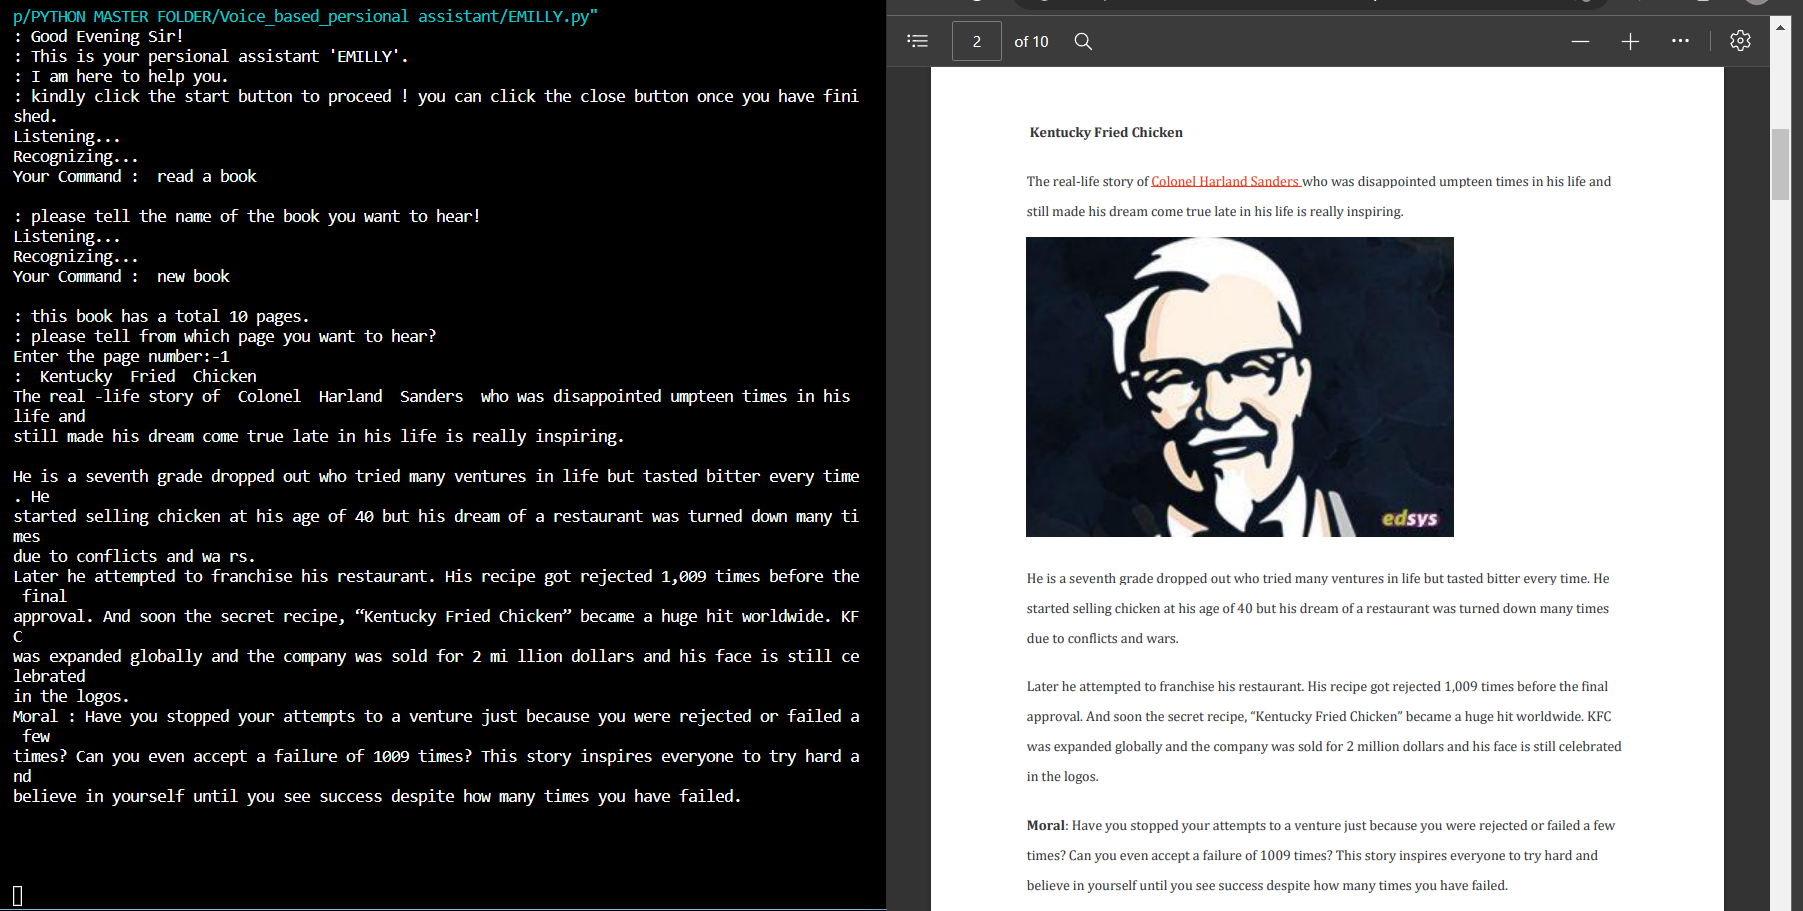 p/PYTHON MASTER FOLDER/Voice_based_persional assistant/EMILLY.py"
: Good Evening Sir!
: This is your persional assistant 'EMILLY'.
: I am here to help you.
: kindly click the start button to proceed ! you can click the close button once you have fini
shed.
Listening...
Recognizing...
Your Command :  read a book
: please tell the name of the book you want to hear!
Listening...
Recognizing...
Your Command :  new book
: this book has a total 10 pages.
: please tell from which page you want to hear?
Enter the page number:-1
:  Kentucky  Fried  Chicken
The real -life story of  Colonel  Harland  Sanders  who was disappointed umpteen times in his
life and
still made his dream come true late in his life is really inspiring.
He is a seventh grade dropped out who tried many ventures in life but tasted bitter every time
. He
started selling chicken at his age of 40 but his dream of a restaurant was turned down many ti
mes
due to conflicts and wa rs.
Later he attempted to franchise his restaurant. His recipe got rejected 1,009 times before the
 final
approval. And soon the secret recipe, “Kentucky Fried Chicken” became a huge hit worldwide. KF
C
was expanded globally and the company was sold for 2 mi llion dollars and his face is still ce
lebrated
in the logos.
Moral : Have you stopped your attempts to a venture just because you were rejected or failed a
 few
times? Can you even accept a failure of 1009 times? This story inspires everyone to try hard a
nd
believe in yourself until you see success despite how many times you have failed.
2 of 10
Kentucky Fried Chicken
The real-life story of Colonel Harland Sanders who was disappointed umpteen times in his life and
still made his dream come true late in his life is really inspiring.
edsys
He is a seventh grade dropped out who tried many ventures in life but tasted bitter every time. He
started selling chicken at his age of 40 but his dream of a restaurant was turned down many times
due to conflicts and wars.
Later he attempted to franchise his restaurant. His recipe got rejected 1,009 times before the final
approval. And soon the secret recipe, “Kentucky Fried Chicken” became a huge hit worldwide. KFC
was expanded globally and the company was sold for 2 million dollars and his face is still celebrated
in the logos.
Moral: Have you stopped your attempts to a venture just because you were rejected or failed a few
times? Can you even accept a failure of 1009 times? This story inspires everyone to try hard and
believe in yourself until you see success despite how many times you have failed.